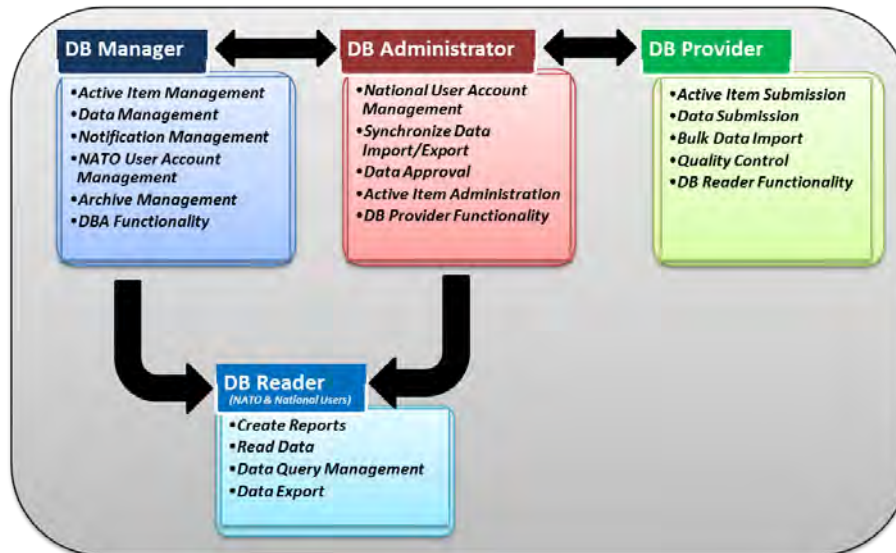 DB Manager
•Active Item Management
•Data Management
•Notification Management
•NATO User Account
Management
•Archive Management
•DBA Functionality
DB Administrator
•National User Account
Management
•Synchronize Data
Import/Export
•Data Approval
•Active Item Administration
•DB Provider Functionality
DB Provider
•Active Item Submission
•Data Submission
•Bulk Data Import
•Quality Control
•DB Reader Functionality
DB Reader
(NATO & National Users)
•Create Reports
•Read Data
•Data Query Management
•Data Export